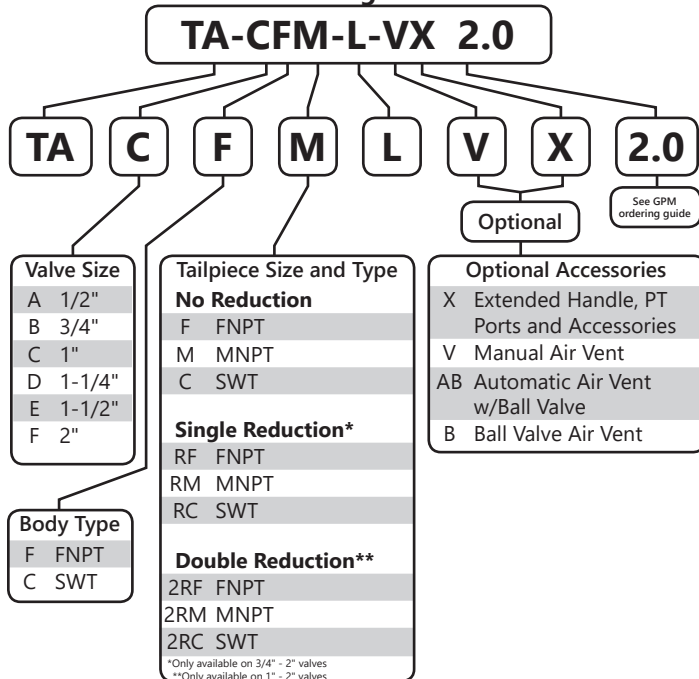 TA-CFM-L-VX 2.0
TA C F M L V X 2.0
Optional
See GPM
ordering guide
Valve Size
A 1/2"
B 3/4"
C 1"
D 1-1/4"
E 1-1/2"
F 2"
Body Type
F FNPT
C SWT
Tailpiece Size and Type
No Reduction
F FNPT
M MNPT
C SWT
Single Reduction*
RF FNPT
RM MNPT
RC SWT
Double Reduction**
2RF FNPT
2RM MNPT
2RC SWT
*Only available on 3/4" - 2" valves
**Only available on 1" - 2" valves
Optional Accessories
X Extended Handle, PT
Ports and Accessories
V Manual Air Vent
AB Automatic Air Vent
w/Ball Valve
B Ball Valve Air Vent